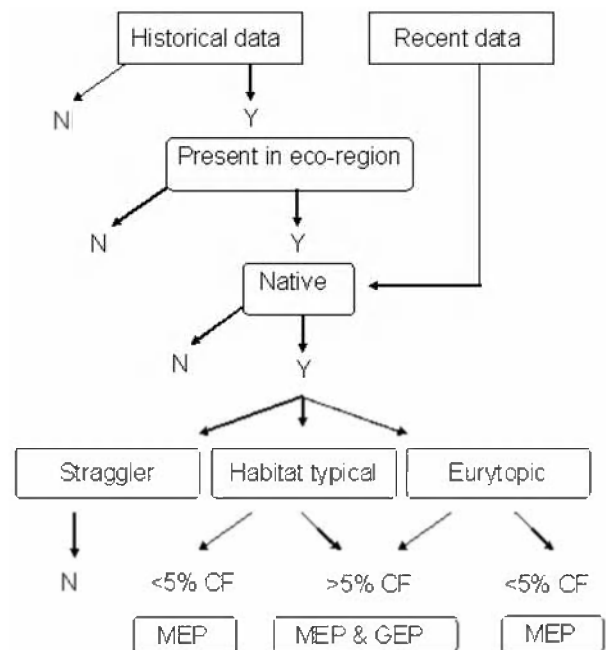 Historical data Recent data
N Y
Present in eco-region
N Y
Native
N Y
Straggler Habitat typical Eurytopic
N <5% CF >5% CF <5% CF
MEP MEP & GEP MEP